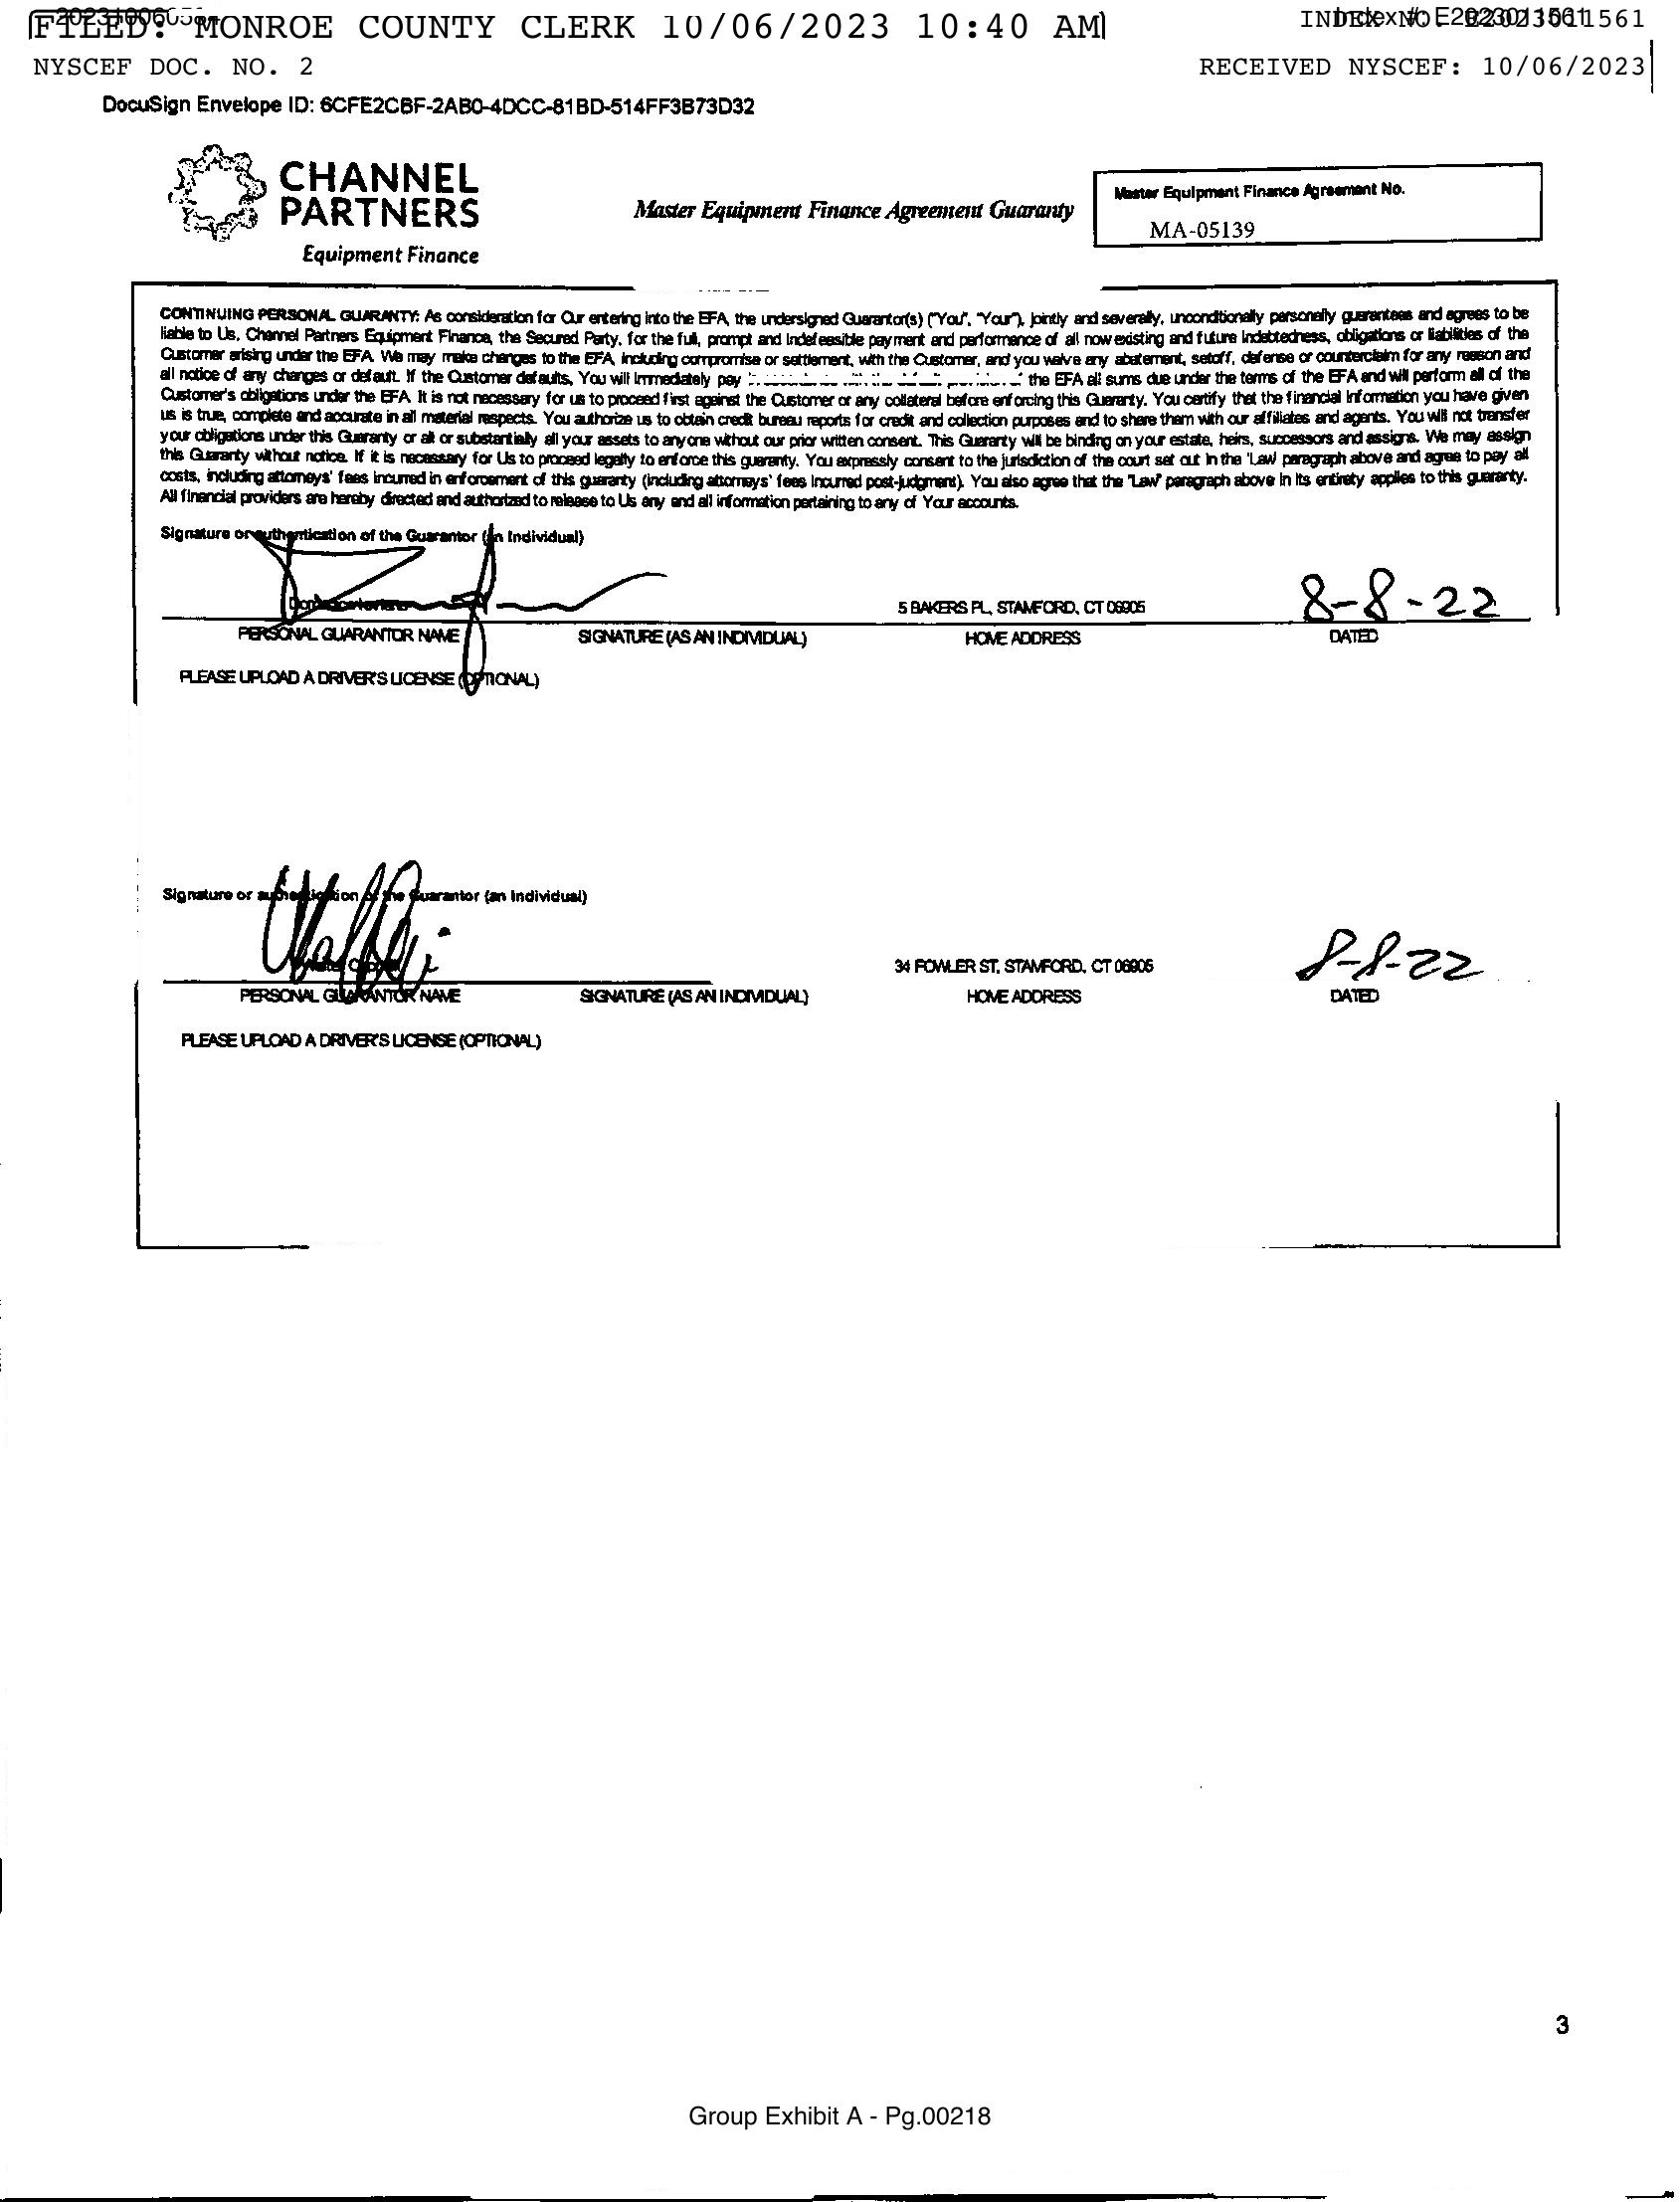 FILED: MONROE COUNTY CLERK 10/06/2023 10:40 AM
INDEX NO. E2023011561
NYSCEF DOC. NO. 2
RECEIVED NYSCEF: 10/06/2023
DocuSign Envelope ID: 6CFE2CBF-2AB0-4DCC-81BD-514FF3B73D32
CHANNEL
PARTNERS
Equipment Finance
Master Equipment Finance Agreement Guaranty
Master Equipment Finance Agreement No.
MA-05139
CONTINUING PERSONAL GUARANTY: As consideration for Our entering into the EFA, the undersigned Guarantor(s) ("You", "Your"), jointly and severally, unconditionally personally guarantees and agrees to be
liable to Us, Channel Partners Equipment Finance, the Secured Party, for the full, prompt and indefeasible payment and performance of all now existing and future indebtedness, obligations or liabilities of the
Customer arising under the EFA. We may make changes to the EFA, including compromise or settlement, with the Customer, and you waive any abatement, setoff, defense or counterclaim for any reason and
all notice of any changes or default. If the Customer defaults, You will immediately pay the EFA all sums due under the terms of the EFA and will perform all of the
Customer's obligations under the EFA. It is not necessary for us to proceed first against the Customer or any collateral before enforcing this Guaranty. You certify that the financial information you have given
us is true, complete and accurate in all material respects. You authorize us to obtain credit bureau reports for credit and collection purposes and to share them with our affiliates and agents. You will not transfer
your obligations under this Guaranty or all or substantially all your assets to anyone without our prior written consent. This Guaranty will be binding on your estate, heirs, successors and assigns. We may assign
this Guaranty without notice. If it is necessary for Us to proceed legally to enforce this guaranty. You expressly consent to the jurisdiction of the court set out in the 'Law' paragraph above and agree to pay all
costs, including attorneys' fees incurred in enforcement of this guaranty (including attorneys' fees incurred post-judgment). You also agree that the "Law" paragraph above in its entirety applies to this guaranty.
All financial providers are hereby directed and authorized to release to Us any and all information pertaining to any of Your accounts.
Signature or authentication of the Guarantor (an Individual)
5 BAKERS PL, STAMFORD, CT 06905
8-8-22
PERSONAL GUARANTOR NAME
SIGNATURE (AS AN INDIVIDUAL)
HOME ADDRESS
DATED
PLEASE UPLOAD A DRIVER'S LICENSE (OPTIONAL)
Signature or authentication of the Guarantor (an Individual)
34 FOWLER ST, STAMFORD, CT 06905
8-8-22
PERSONAL GUARANTOR NAME
SIGNATURE (AS AN INDIVIDUAL)
HOME ADDRESS
DATED
PLEASE UPLOAD A DRIVER'S LICENSE (OPTIONAL)
3
Group Exhibit A - Pg.00218